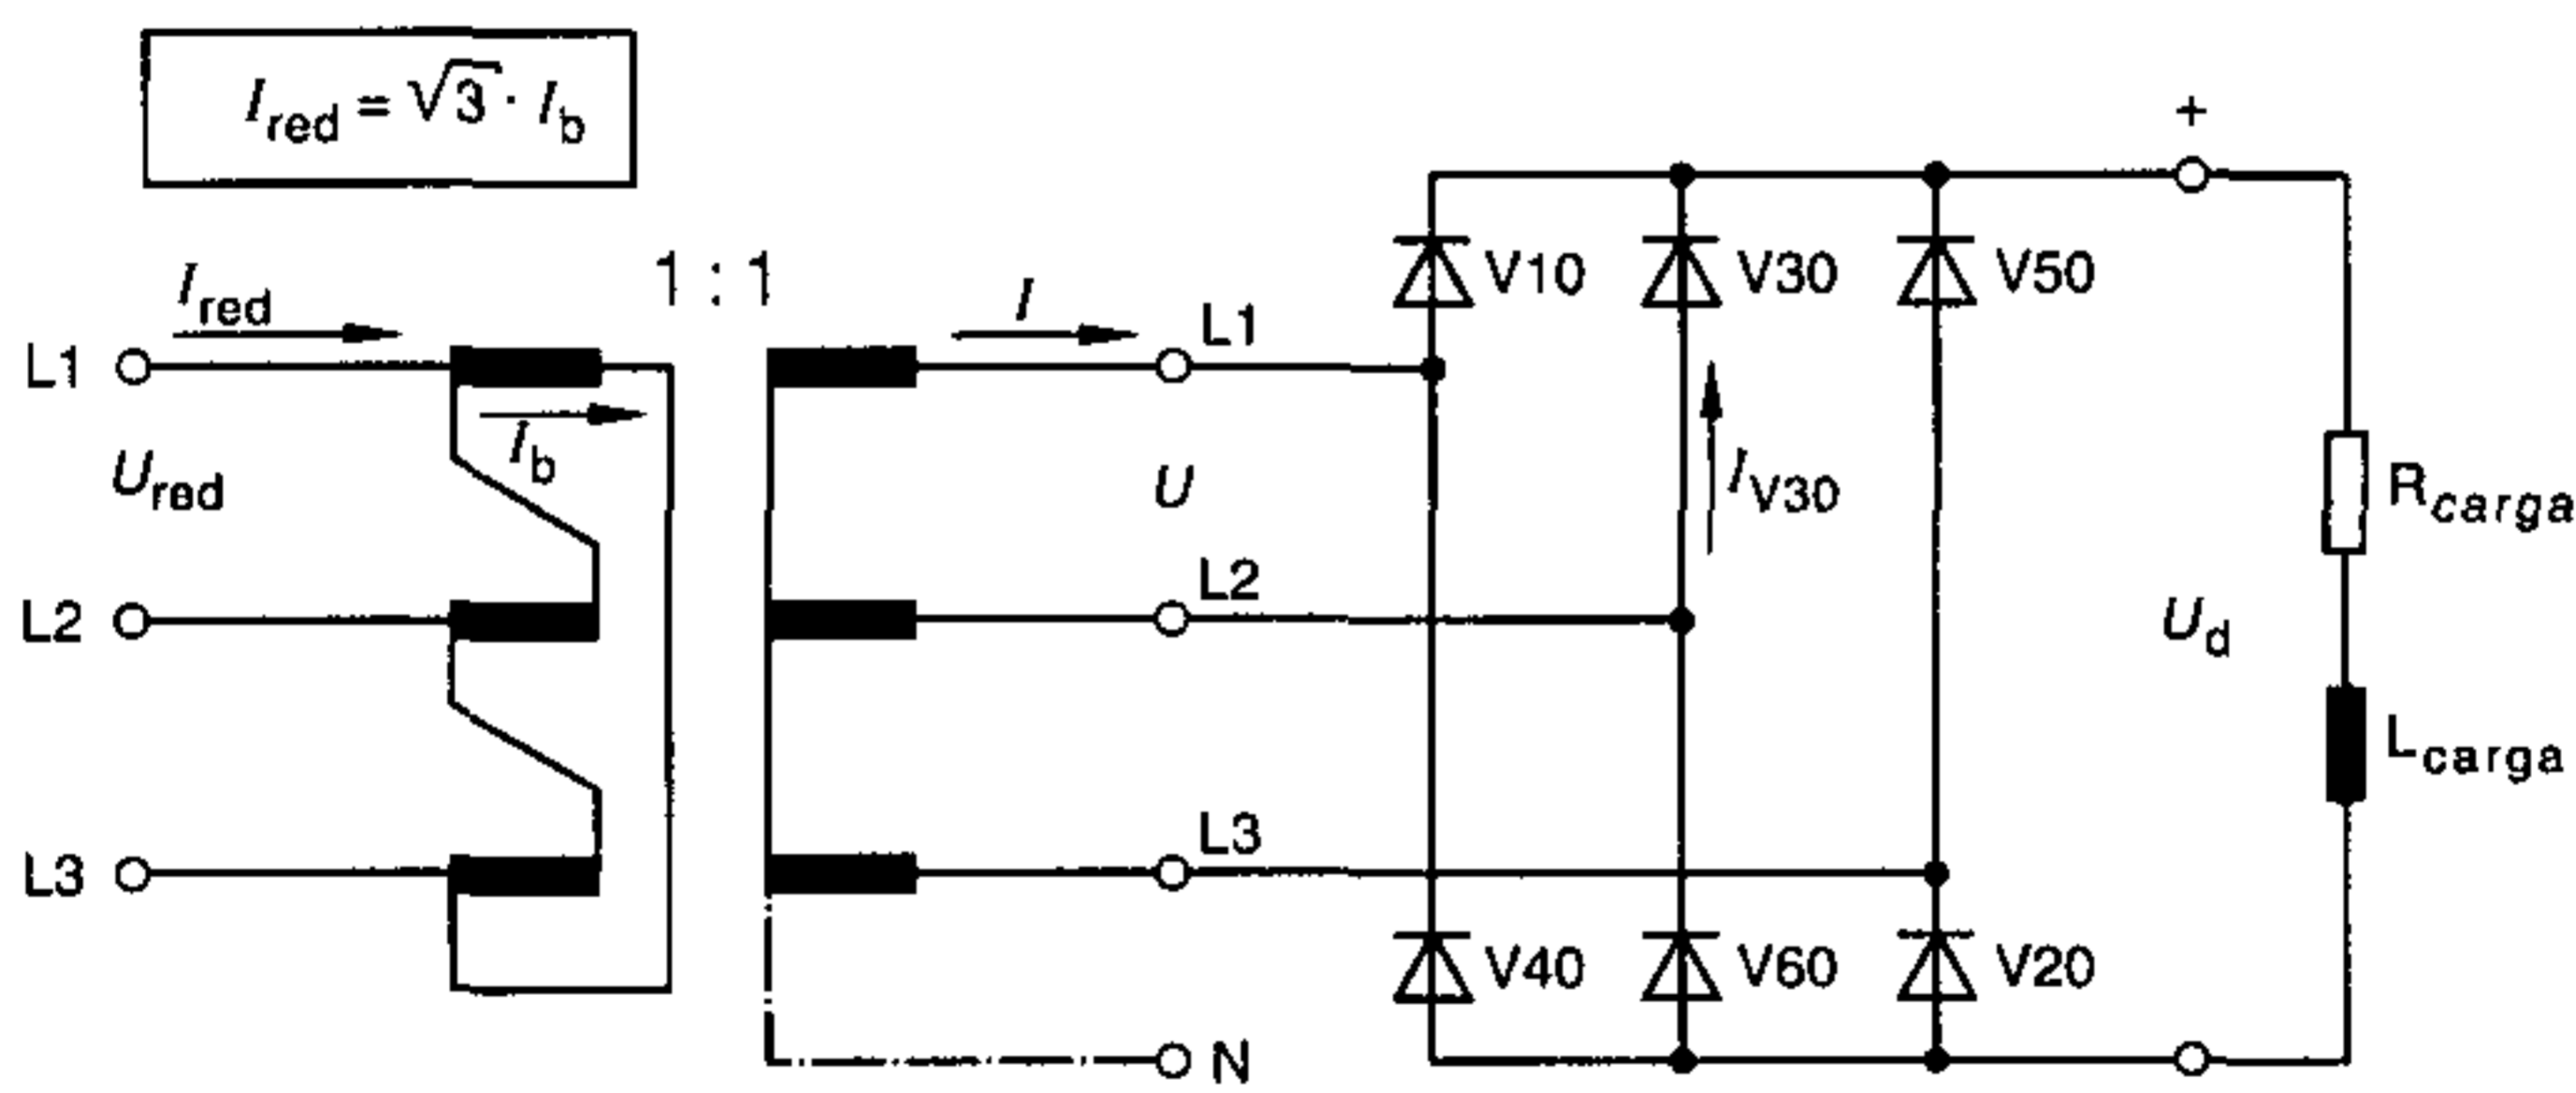 I_red = √3 · I_b
+
1 : 1
I_red
I
L1
V10
V30
V50
L1
I_b
U_red
U
I_V30
R_carga
L2
L2
U_d
L_carga
L3
L3
V40
V60
V20
N